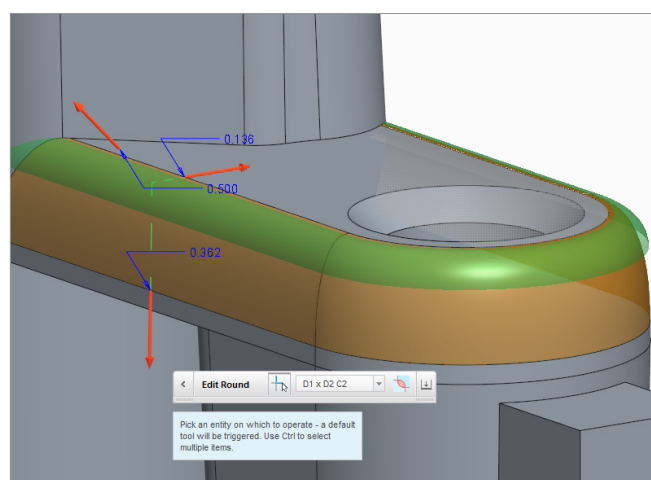 0.136
0.500
0.362
Edit Round
D1 x D2 C2
Pick an entity on which to operate - a default
tool will be triggered. Use Ctrl to select
multiple items.